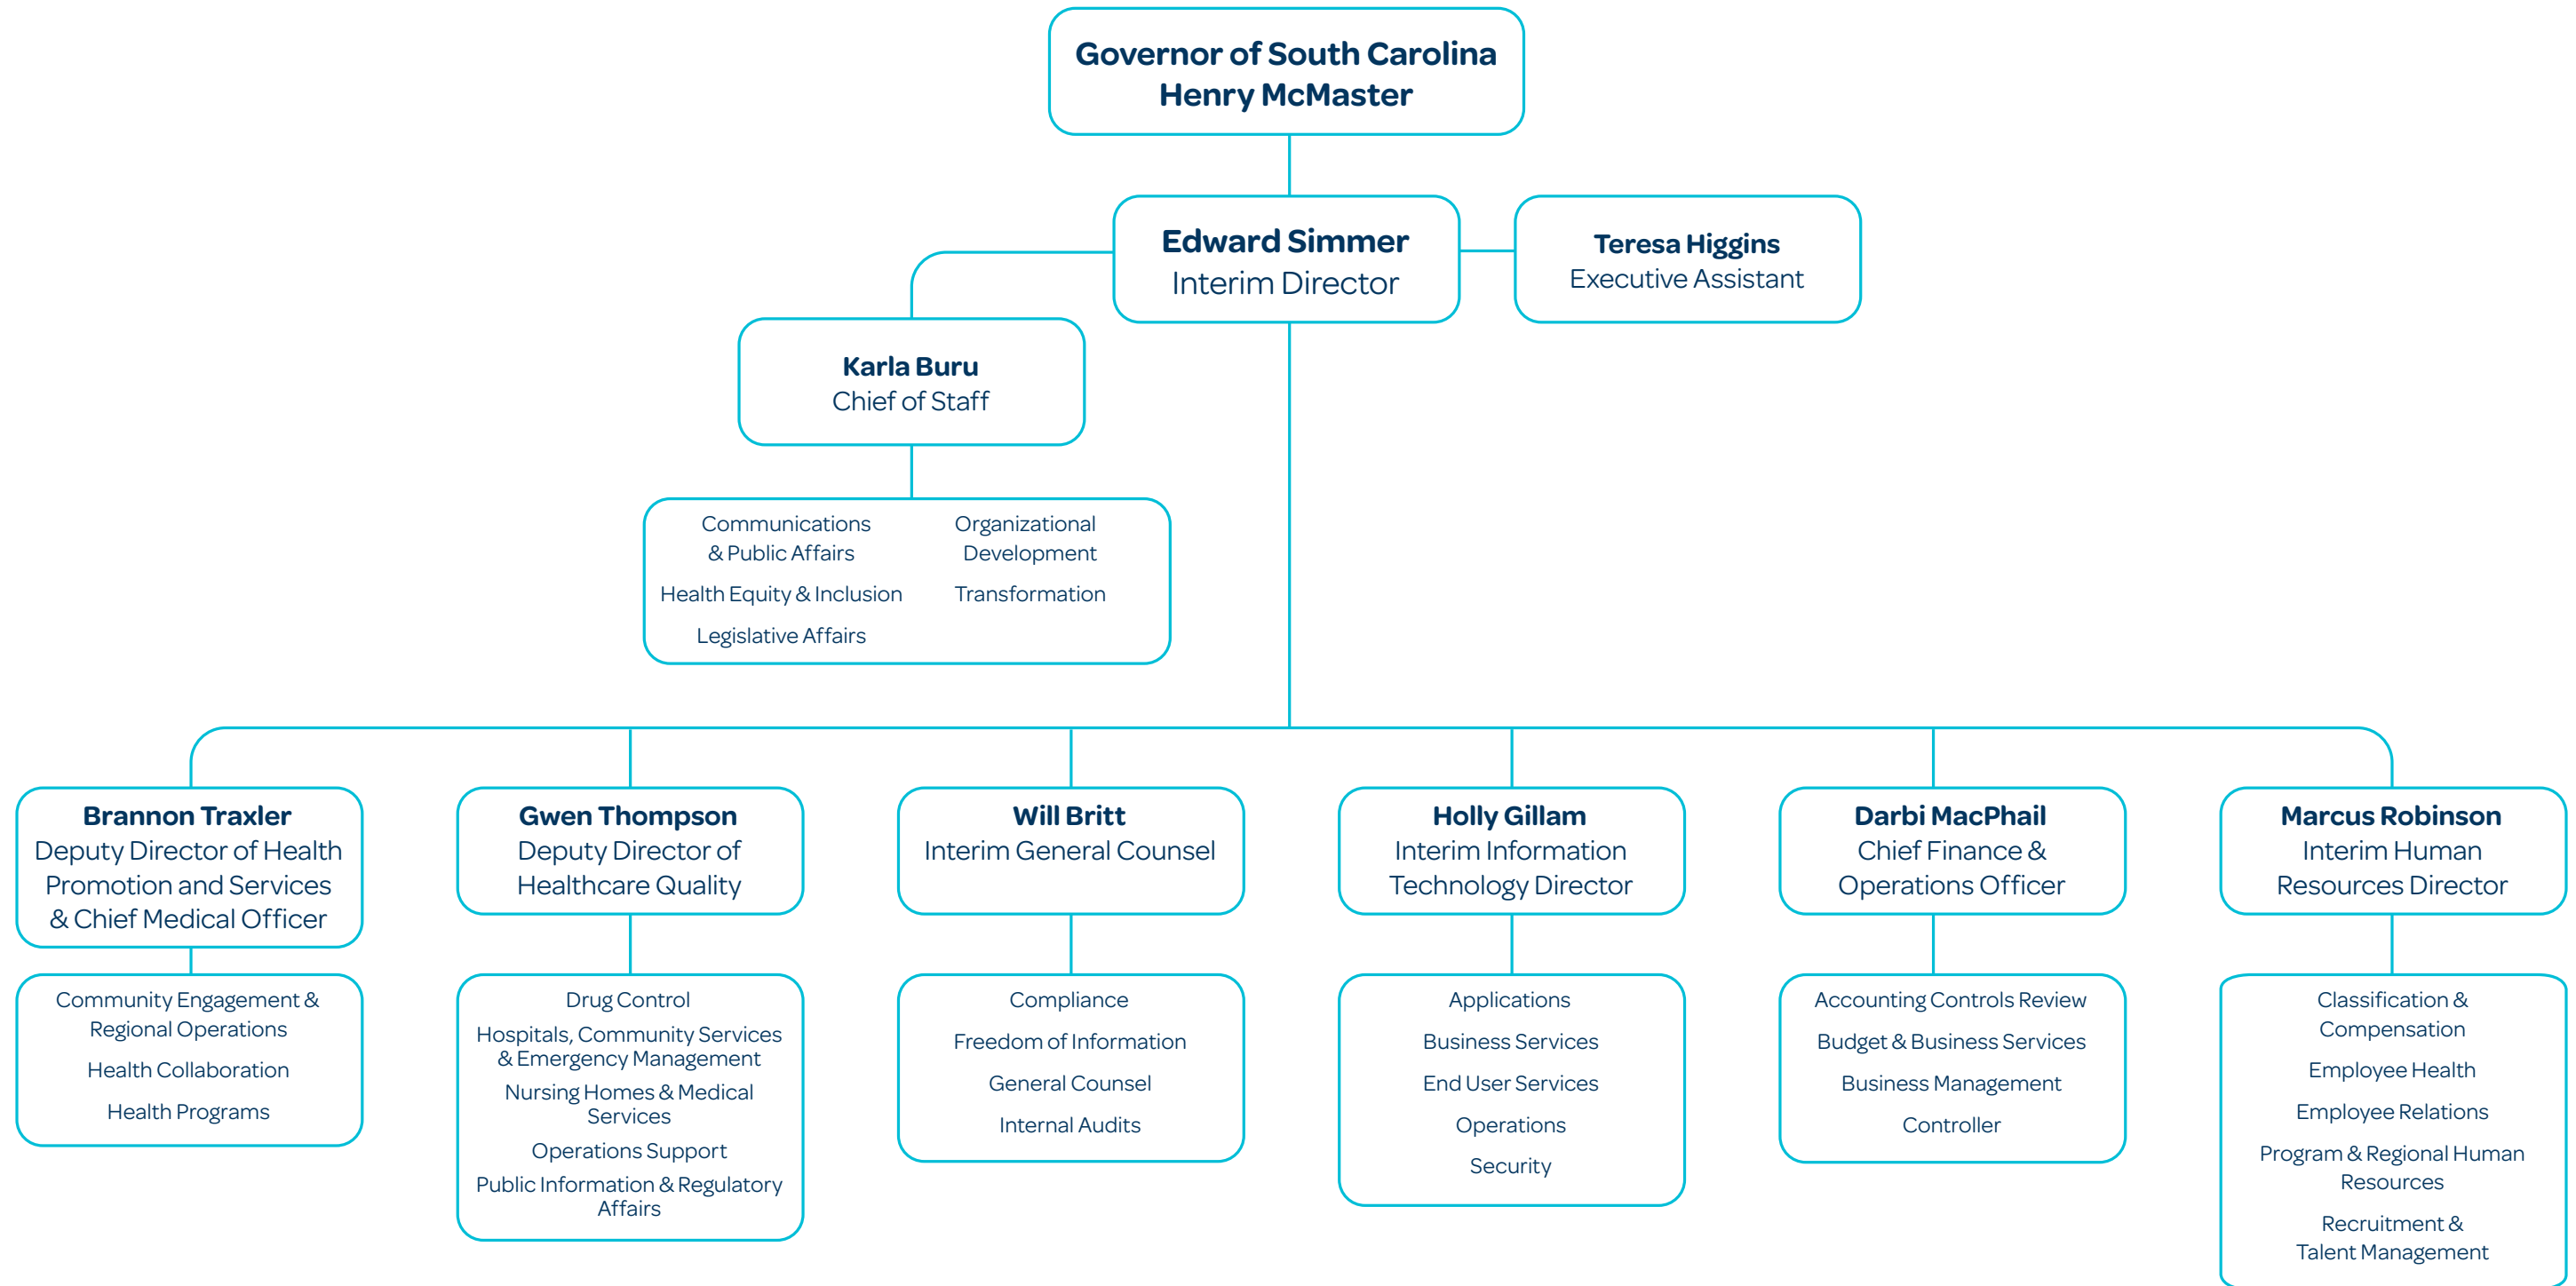 Governor of South Carolina
Henry McMaster
Edward Simmer
Interim Director
Teresa Higgins
Executive Assistant
Karla Buru
Chief of Staff
Communications
& Public Affairs
Health Equity & Inclusion
Legislative Affairs
Organizational
Development
Transformation
Brannon Traxler
Deputy Director of Health
Promotion and Services
& Chief Medical Officer
Community Engagement &
Regional Operations
Health Collaboration
Health Programs
Gwen Thompson
Deputy Director of
Healthcare Quality
Drug Control
Hospitals, Community Services
& Emergency Management
Nursing Homes & Medical
Services
Operations Support
Public Information & Regulatory
Affairs
Will Britt
Interim General Counsel
Compliance
Freedom of Information
General Counsel
Internal Audits
Holly Gillam
Interim Information
Technology Director
Applications
Business Services
End User Services
Operations
Security
Darbi MacPhail
Chief Finance &
Operations Officer
Accounting Controls Review
Budget & Business Services
Business Management
Controller
Marcus Robinson
Interim Human
Resources Director
Classification &
Compensation
Employee Health
Employee Relations
Program & Regional Human
Resources
Recruitment &
Talent Management